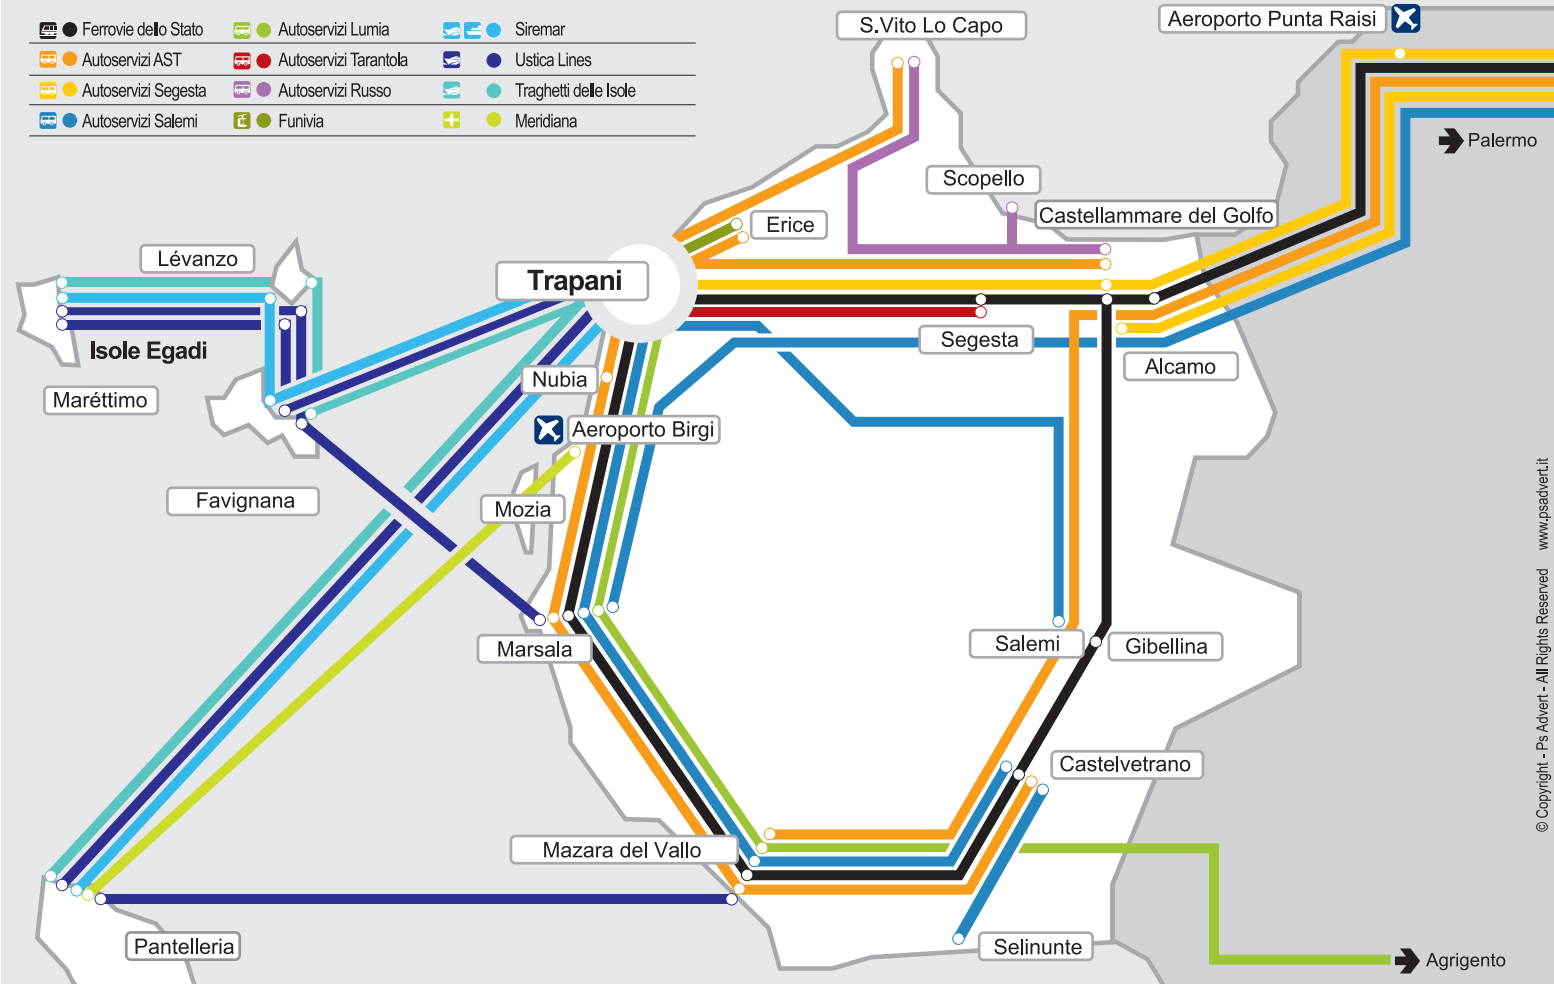 Ferrovie dello Stato
Autoservizi Lumia
Siremar
Autoservizi AST
Autoservizi Tarantola
Ustica Lines
Autoservizi Segesta
Autoservizi Russo
Traghetti delle Isole
Autoservizi Salemi
Funivia
Meridiana
S.Vito Lo Capo
Aeroporto Punta Raisi
Palermo
Scopello
Castellammare del Golfo
Erice
Lévanzo
Trapani
Isole Egadi
Segesta
Alcamo
Nubia
Maréttimo
Aeroporto Birgi
Favignana
Mozia
Marsala
Salemi
Gibellina
Castelvetrano
Mazara del Vallo
Pantelleria
Selinunte
Agrigento
© Copyright - Ps Advert - All Rights Reserved www.psadvert.it